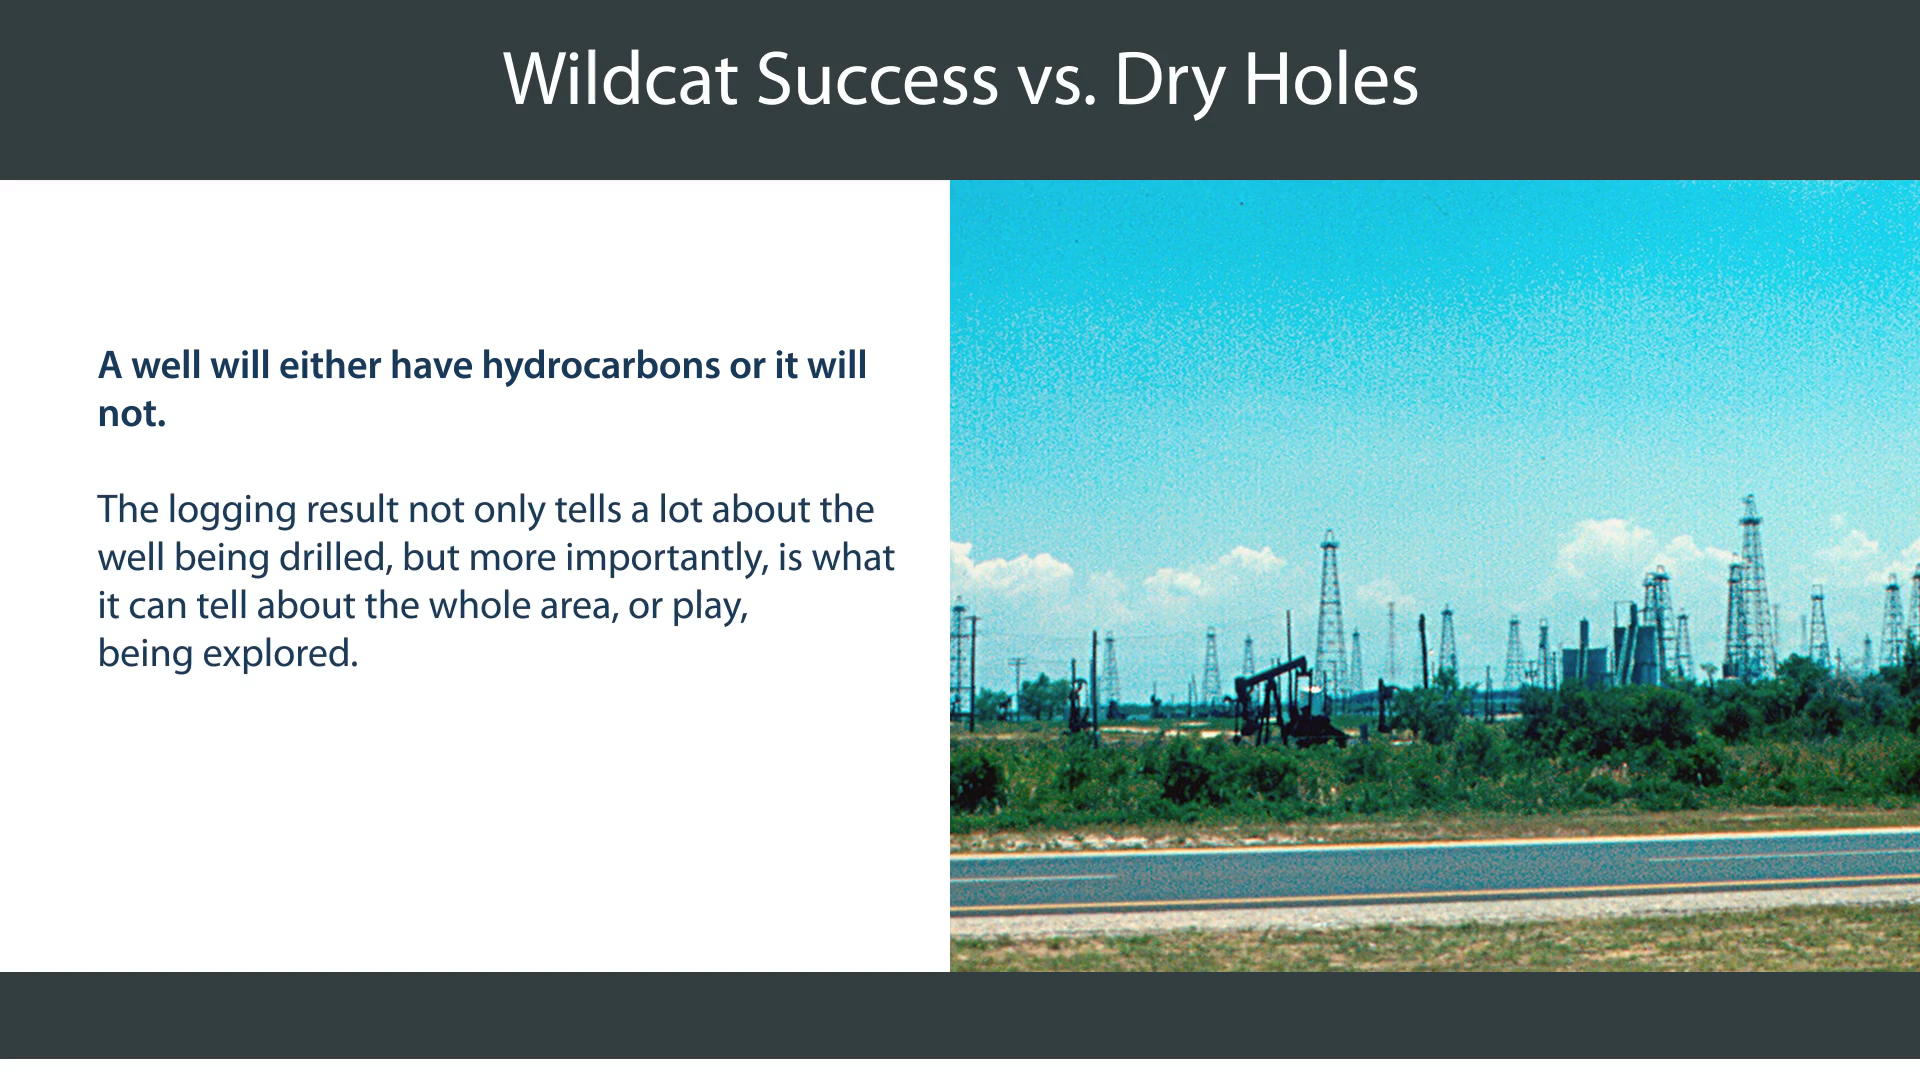 Wildcat Success vs. Dry Holes
A well will either have hydrocarbons or it will
not.
The logging result not only tells a lot about the
well being drilled, but more importantly, is what
it can tell about the whole area, or play,
being explored.